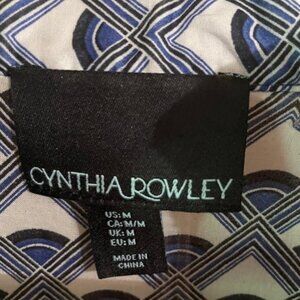 CYNTHIA ROWLEY
US: M
CA: M/M
UK: M
EU: M
MADE IN
CHINA